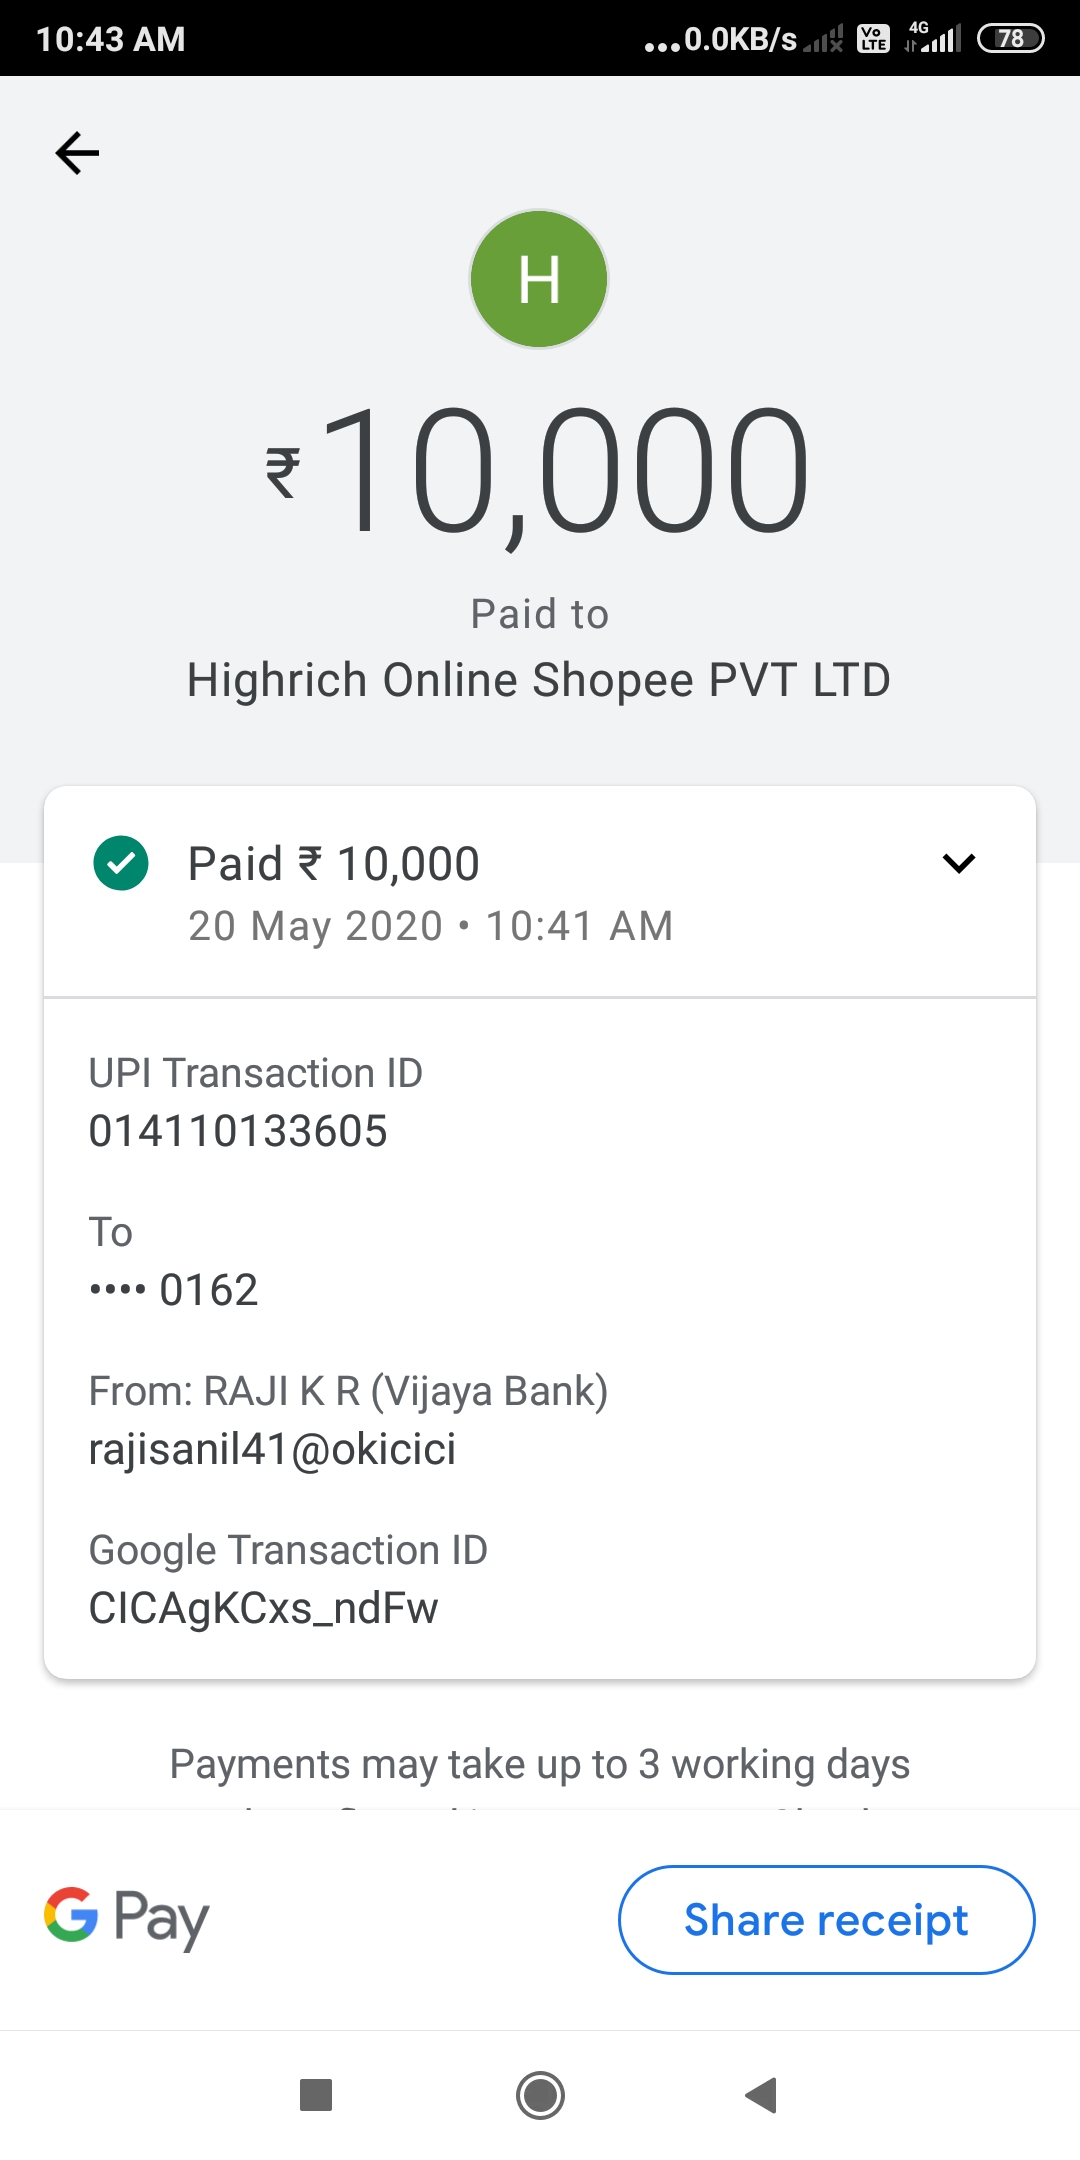 10:43 AM
...0.0KB/s
Vo
LTE
4G
78
H
₹10,000
Paid to
Highrich Online Shopee PVT LTD
Paid ₹ 10,000
20 May 2020 • 10:41 AM
UPI Transaction ID
014110133605
To
•••• 0162
From: RAJI K R (Vijaya Bank)
rajisanil41@okicici
Google Transaction ID
CICAgKCxs_ndFw
Payments may take up to 3 working days
G Pay
Share receipt